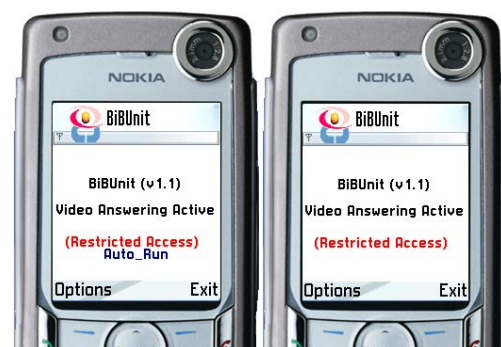 NOKIA
BiBUnit
BiBUnit (v1.1)
Video Answering Active
(Restricted Access)
Auto_Run
Options Exit
NOKIA
BiBUnit
BiBUnit (v1.1)
Video Answering Active
(Restricted Access)
Options Exit